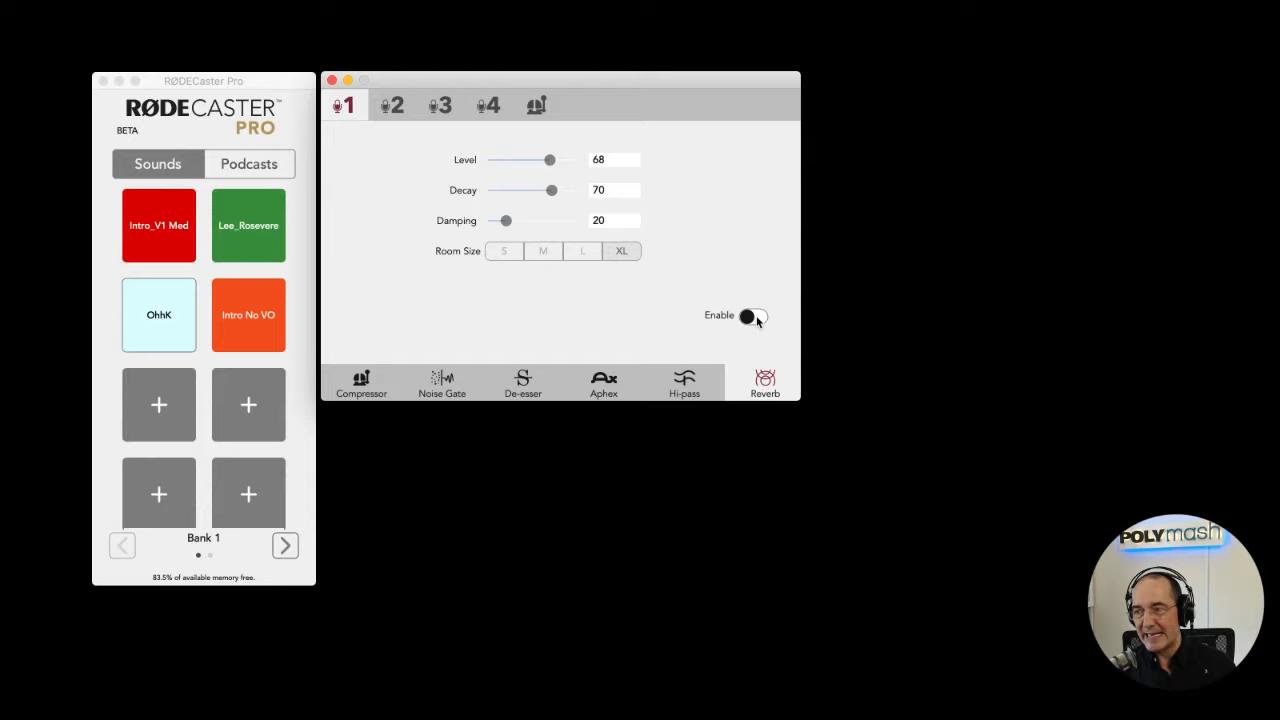 RØDECaster Pro
RØDECASTER™
PRO
BETA
Sounds
Podcasts
Intro_V1 Med
Lee_Rosevere
OhhK
Intro No VO
+
+
+
+
Bank 1
83.5% of available memory free.
1
2
3
4
Level
68
Decay
70
Damping
20
Room Size
S
M
L
XL
Enable
Compressor
Noise Gate
De-esser
Aphex
Hi-pass
Reverb
POLYmash